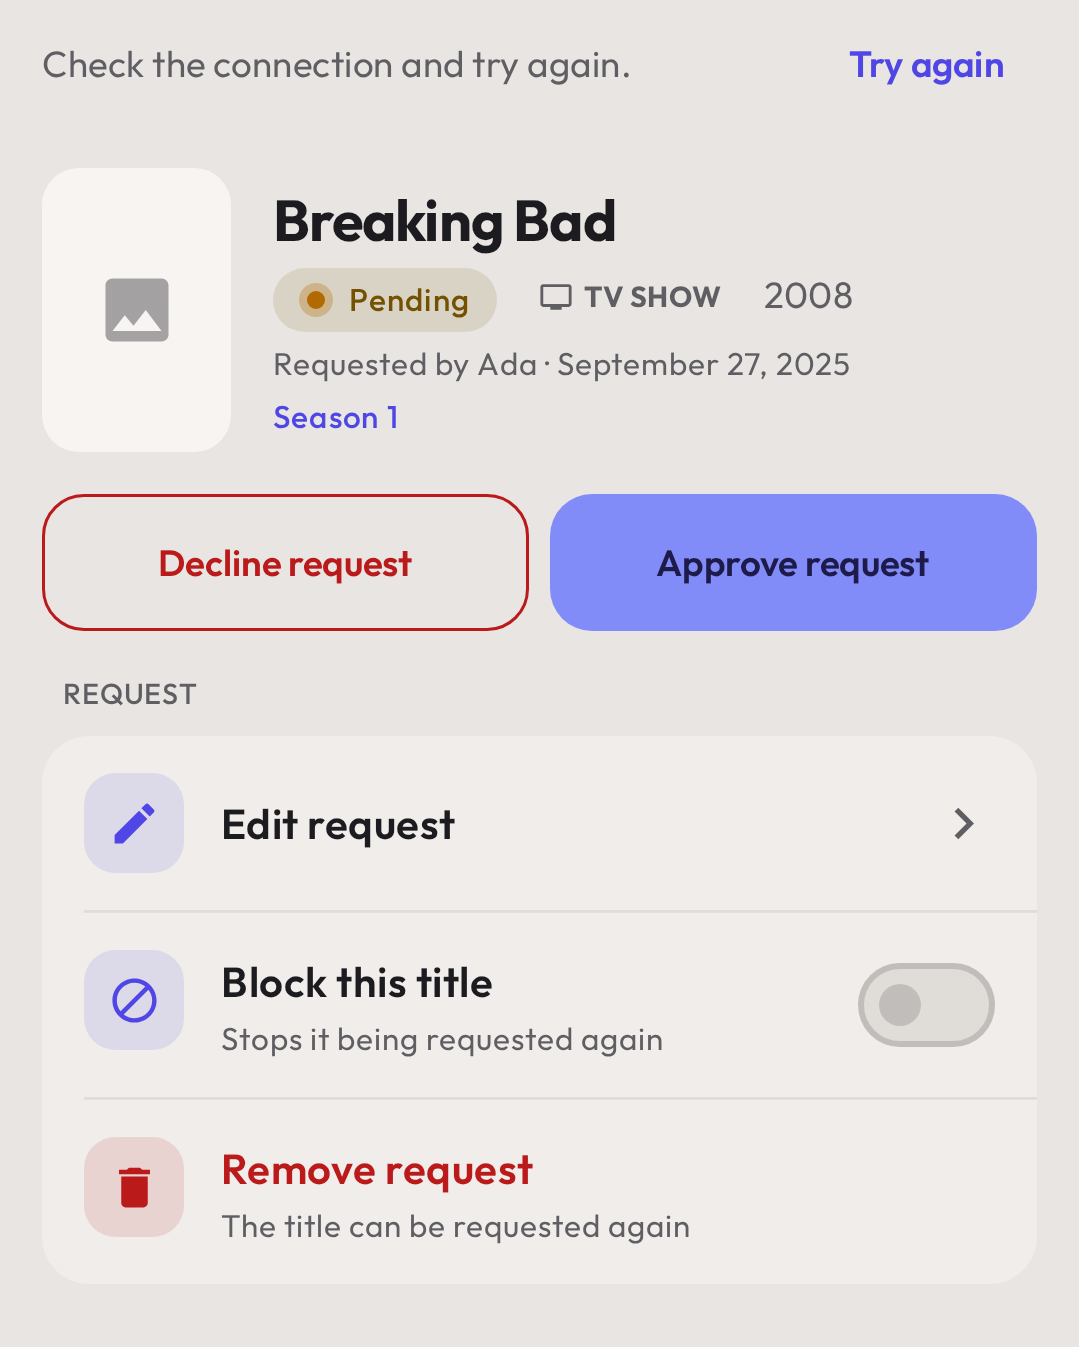 Check the connection and try again. Try again
Breaking Bad
Pending TV SHOW 2008
Requested by Ada · September 27, 2025
Season 1
Decline request Approve request
REQUEST
Edit request
Block this title
Stops it being requested again
Remove request
The title can be requested again